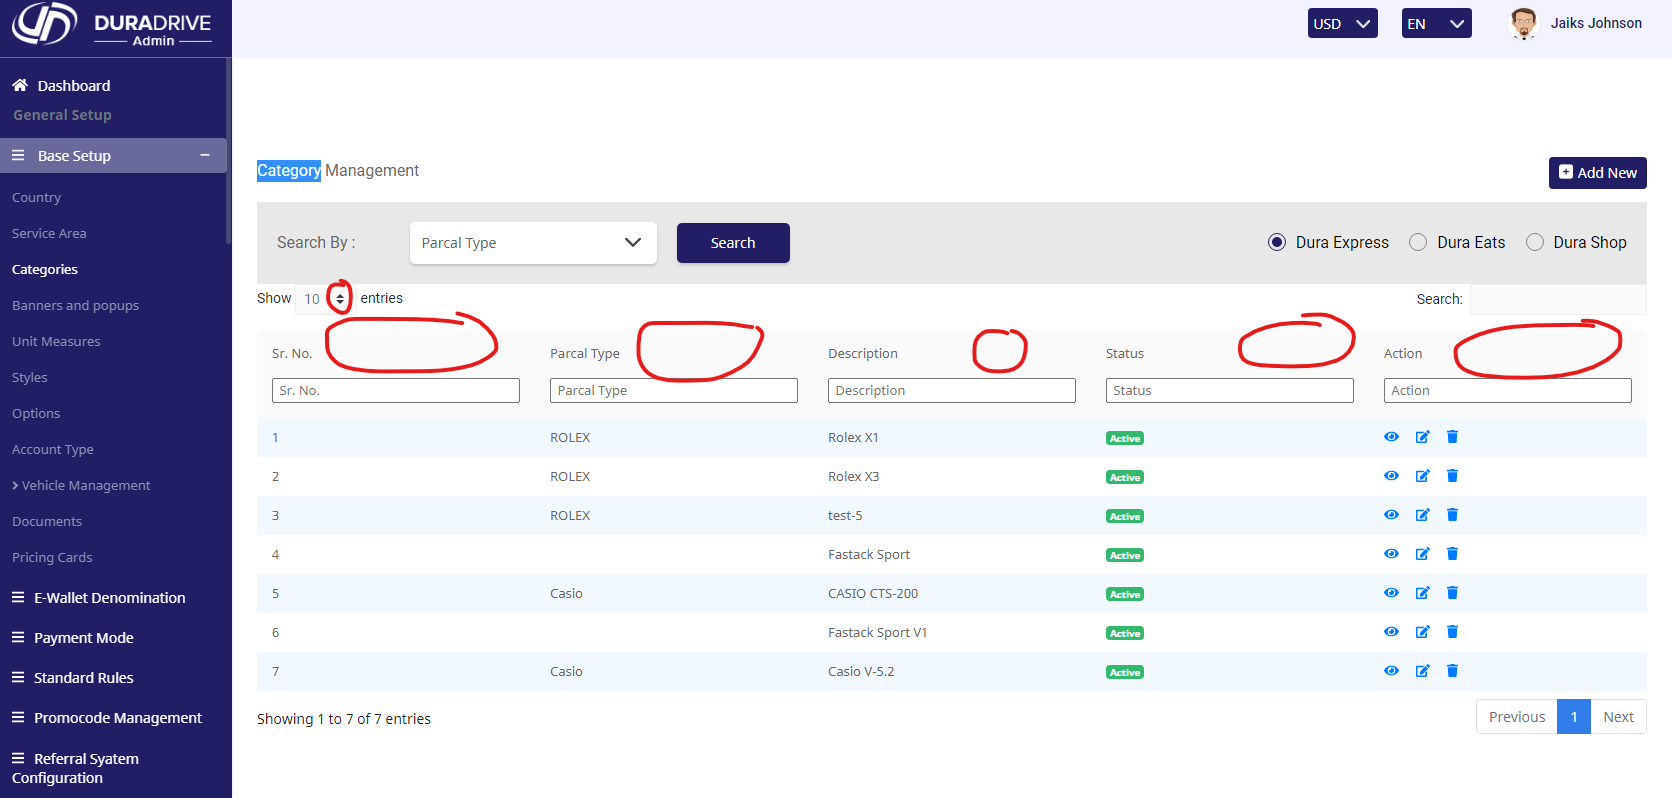 DURADRIVE
Admin
USD
EN
Jaiks Johnson
Dashboard
General Setup
Base Setup
Country
Service Area
Categories
Banners and popups
Unit Measures
Styles
Options
Account Type
Vehicle Management
Documents
Pricing Cards
E-Wallet Denomination
Payment Mode
Standard Rules
Promocode Management
Referral Syatem
Configuration
Category Management
Add New
Search By :
Parcal Type
Search
Dura Express
Dura Eats
Dura Shop
Show 10 entries
Search:
Sr. No. Parcal Type Description Status Action
Sr. No. Parcal Type Description Status Action
1 ROLEX Rolex X1 Active
2 ROLEX Rolex X3 Active
3 ROLEX test-5 Active
4 Fastack Sport Active
5 Casio CASIO CTS-200 Active
6 Fastack Sport V1 Active
7 Casio Casio V-5.2 Active
Showing 1 to 7 of 7 entries
Previous 1 Next